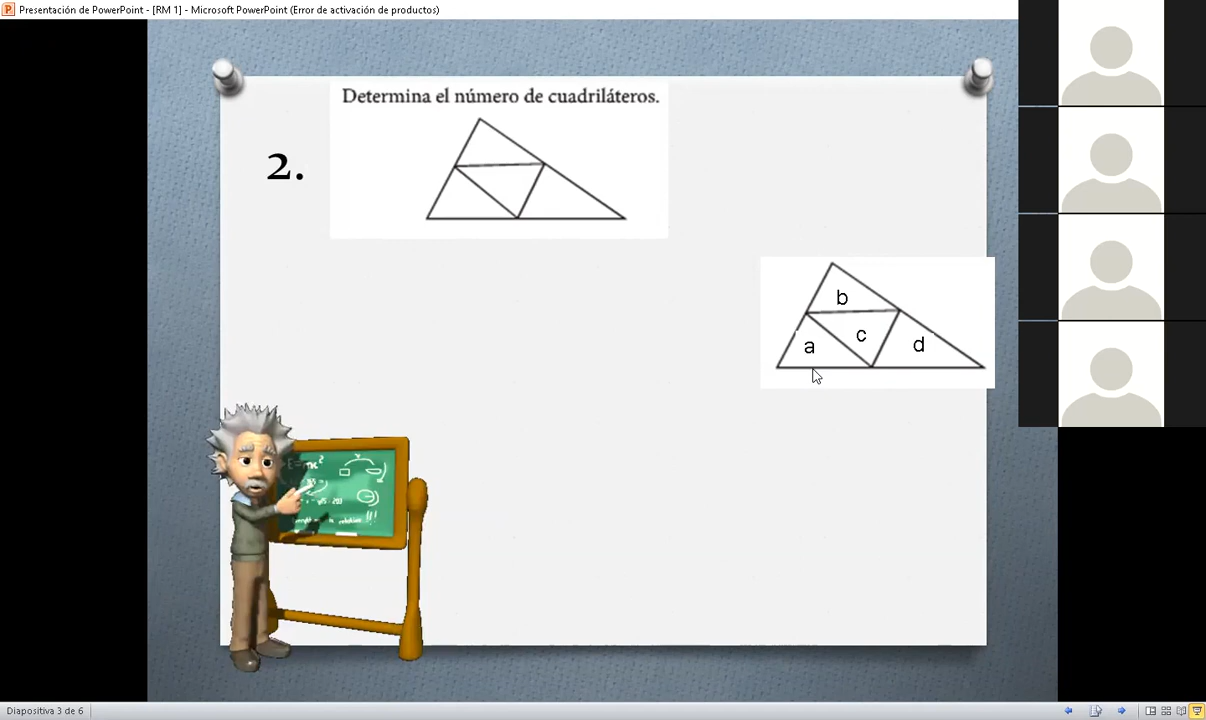 Presentación de PowerPoint - [RM 1] - Microsoft PowerPoint (Error de activación de productos)
Determina el número de cuadriláteros.
2.
b
c
a
d
Diapositiva 3 de 6